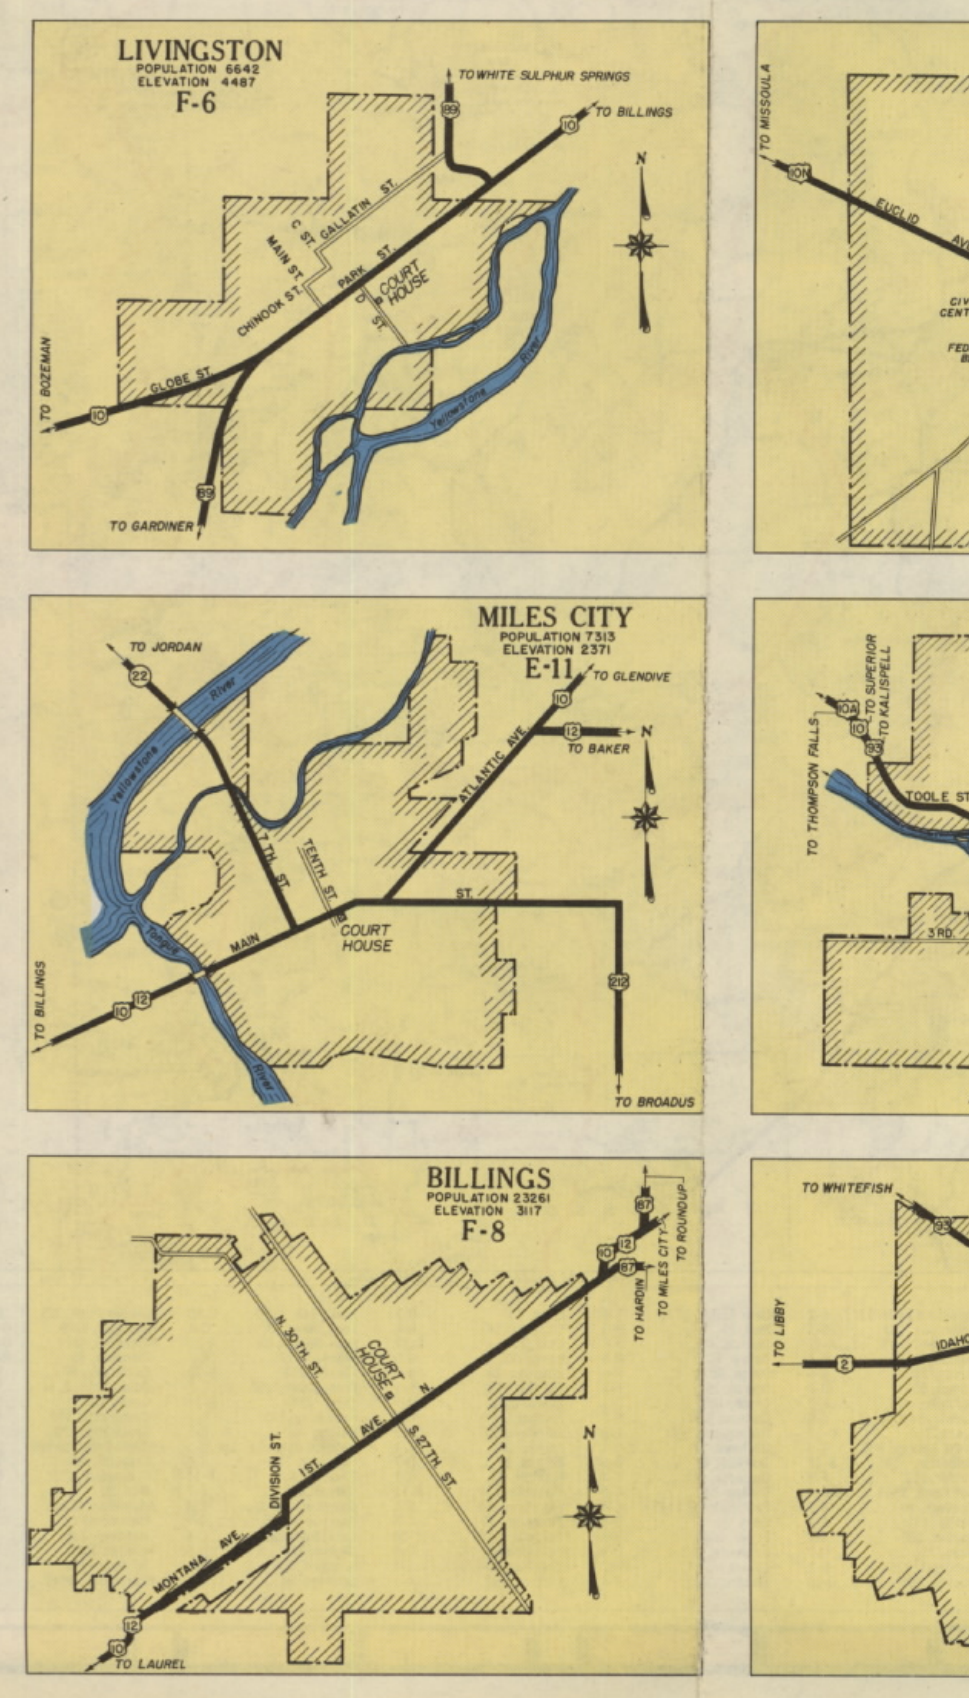 LIVINGSTON
POPULATION 6642
ELEVATION 4487
F-6
TO WHITE SULPHUR SPRINGS
89
TO BILLINGS
10
N
GALLATIN ST.
C ST.
MAIN ST.
PARK ST.
COURT
HOUSE
D ST.
CHINOOK ST.
GLOBE ST.
TO BOZEMAN
10
Yellowstone River
89
TO GARDINER
TO MISSOULA
10N
EUCLID
MILES CITY
POPULATION 7313
ELEVATION 2371
E-11
TO JORDAN
22
TO GLENDIVE
10
12
TO BAKER
N
Yellowstone River
ATLANTIC AVE.
7TH. ST.
TENTH ST.
ST.
COURT
HOUSE
MAIN
Tongue
River
TO BILLINGS
10 12
212
TO BROADUS
TO SUPERIOR
TO KALISPELL
10A
10
93
TO THOMPSON FALLS
TOOLE ST
3RD.
BILLINGS
POPULATION 23261
ELEVATION 3117
F-8
87
10 12
87
TO ROUNDUP
TO MILES CITY
TO HARDIN
N. 30TH ST.
COURT
HOUSE
N.
AVE.
1ST.
S. 27TH ST.
DIVISION ST.
MONTANA AVE.
N
12
10
TO LAUREL
TO WHITEFISH
93
TO LIBBY
2